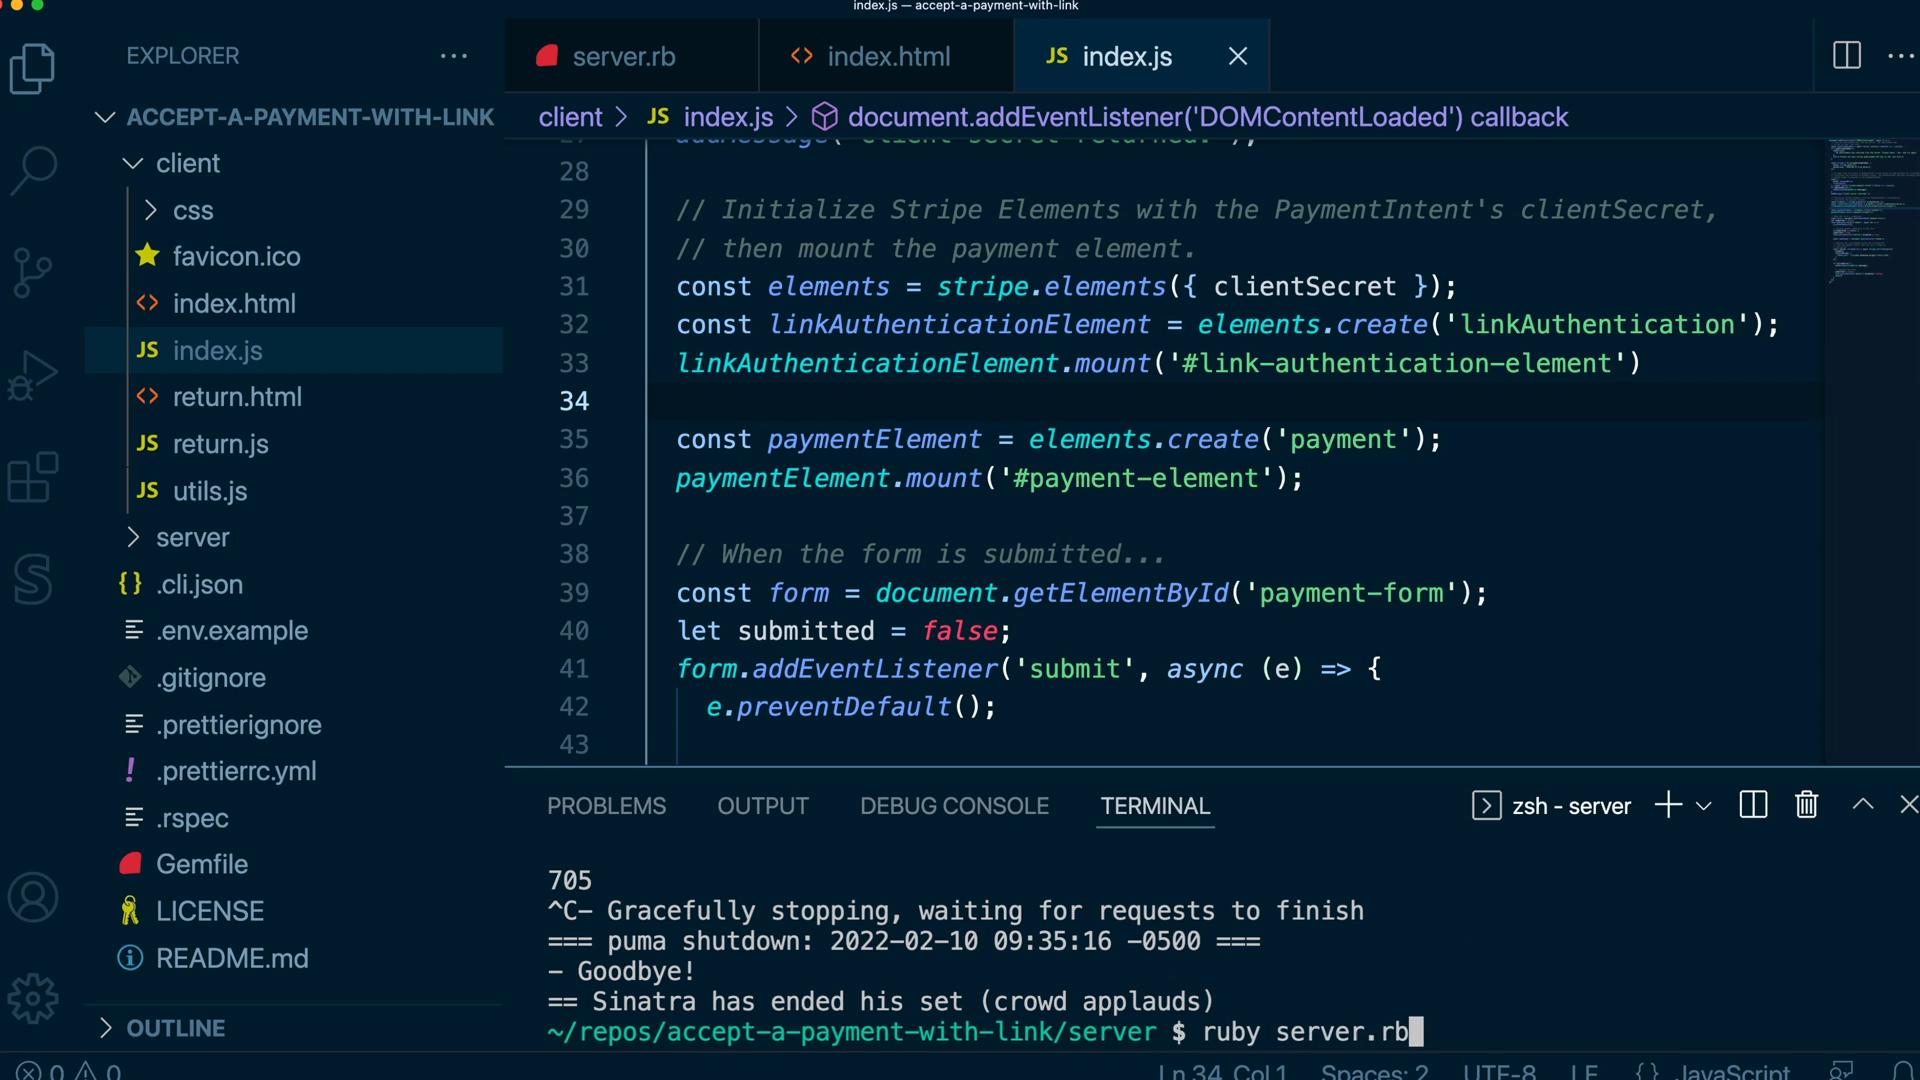 index.js — accept-a-payment-with-link
EXPLORER
server.rb
index.html
JS index.js
ACCEPT-A-PAYMENT-WITH-LINK
client
css
favicon.ico
index.html
JS index.js
return.html
JS return.js
JS utils.js
server
{} .cli.json
.env.example
.gitignore
.prettierignore
! .prettierrc.yml
.rspec
Gemfile
LICENSE
README.md
OUTLINE
client > JS index.js > document.addEventListener('DOMContentLoaded') callback
28
29 // Initialize Stripe Elements with the PaymentIntent's clientSecret,
30 // then mount the payment element.
31 const elements = stripe.elements({ clientSecret });
32 const linkAuthenticationElement = elements.create('linkAuthentication');
33 linkAuthenticationElement.mount('#link-authentication-element')
34
35 const paymentElement = elements.create('payment');
36 paymentElement.mount('#payment-element');
37
38 // When the form is submitted...
39 const form = document.getElementById('payment-form');
40 let submitted = false;
41 form.addEventListener('submit', async (e) => {
42 e.preventDefault();
43
PROBLEMS OUTPUT DEBUG CONSOLE TERMINAL
zsh - server
705
^C- Gracefully stopping, waiting for requests to finish
=== puma shutdown: 2022-02-10 09:35:16 -0500 ===
- Goodbye!
== Sinatra has ended his set (crowd applauds)
~/repos/accept-a-payment-with-link/server $ ruby server.rb
0 0
Ln 34, Col 1 Spaces: 2 UTF-8 LF {} JavaScript